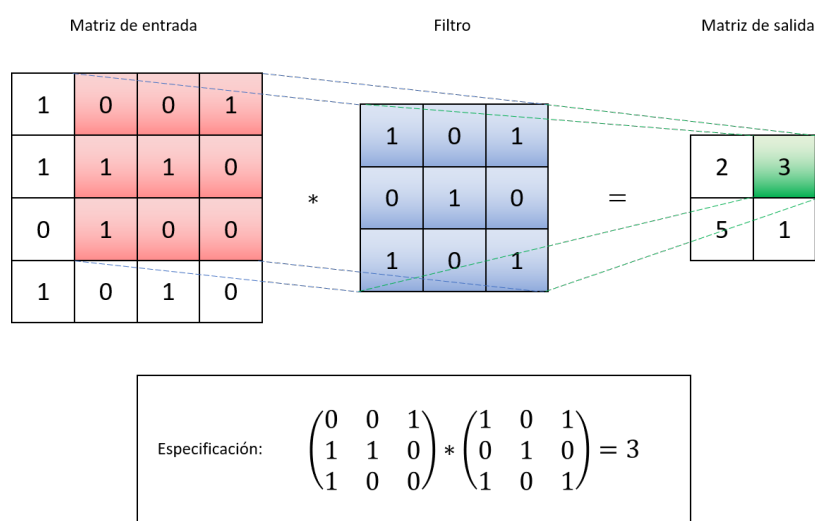 Matriz de entrada Filtro Matriz de salida
1 0 0 1
1 1 1 0
0 1 0 0
1 0 1 0
*
1 0 1
0 1 0
1 0 1
=
2 3
5 1
Especificación:
0 0 1
1 1 0
1 0 0
*
1 0 1
0 1 0
1 0 1
= 3